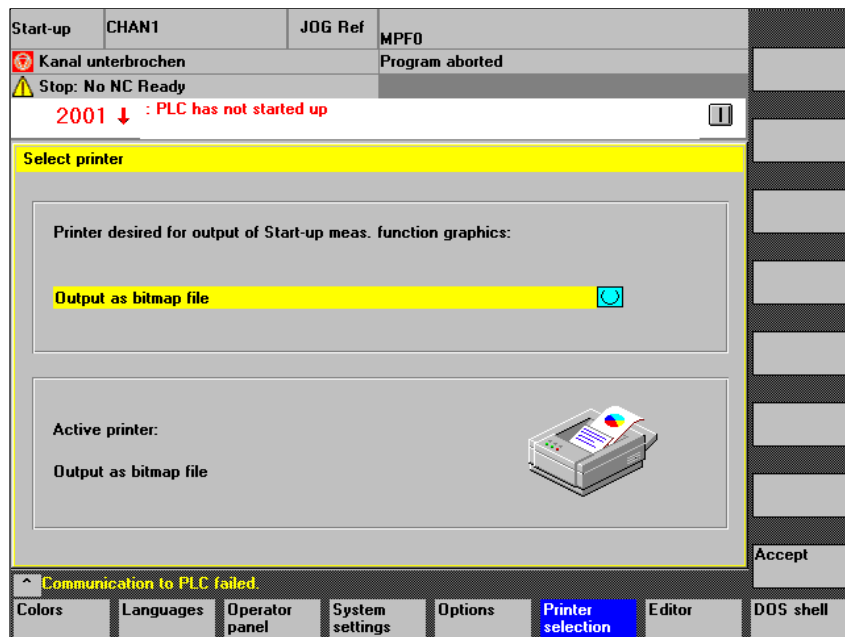 Start-up CHAN1 JOG Ref MPF0
Kanal unterbrochen Program aborted
Stop: No NC Ready
2001 ↓ : PLC has not started up
Select printer
Printer desired for output of Start-up meas. function graphics:
Output as bitmap file
Active printer:
Output as bitmap file
Accept
^ Communication to PLC failed.
Colors Languages Operator panel System settings Options Printer selection Editor DOS shell